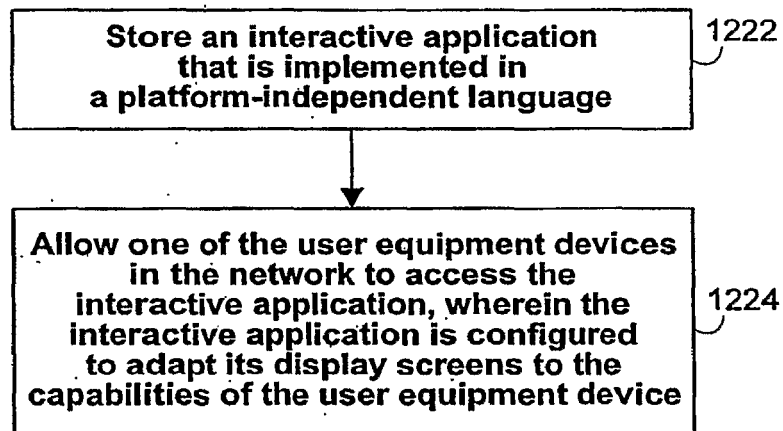 Store an interactive application
that is implemented in
a platform-independent language
1222
Allow one of the user equipment devices
in the network to access the
interactive application, wherein the
interactive application is configured
to adapt its display screens to the
capabilities of the user equipment device
1224